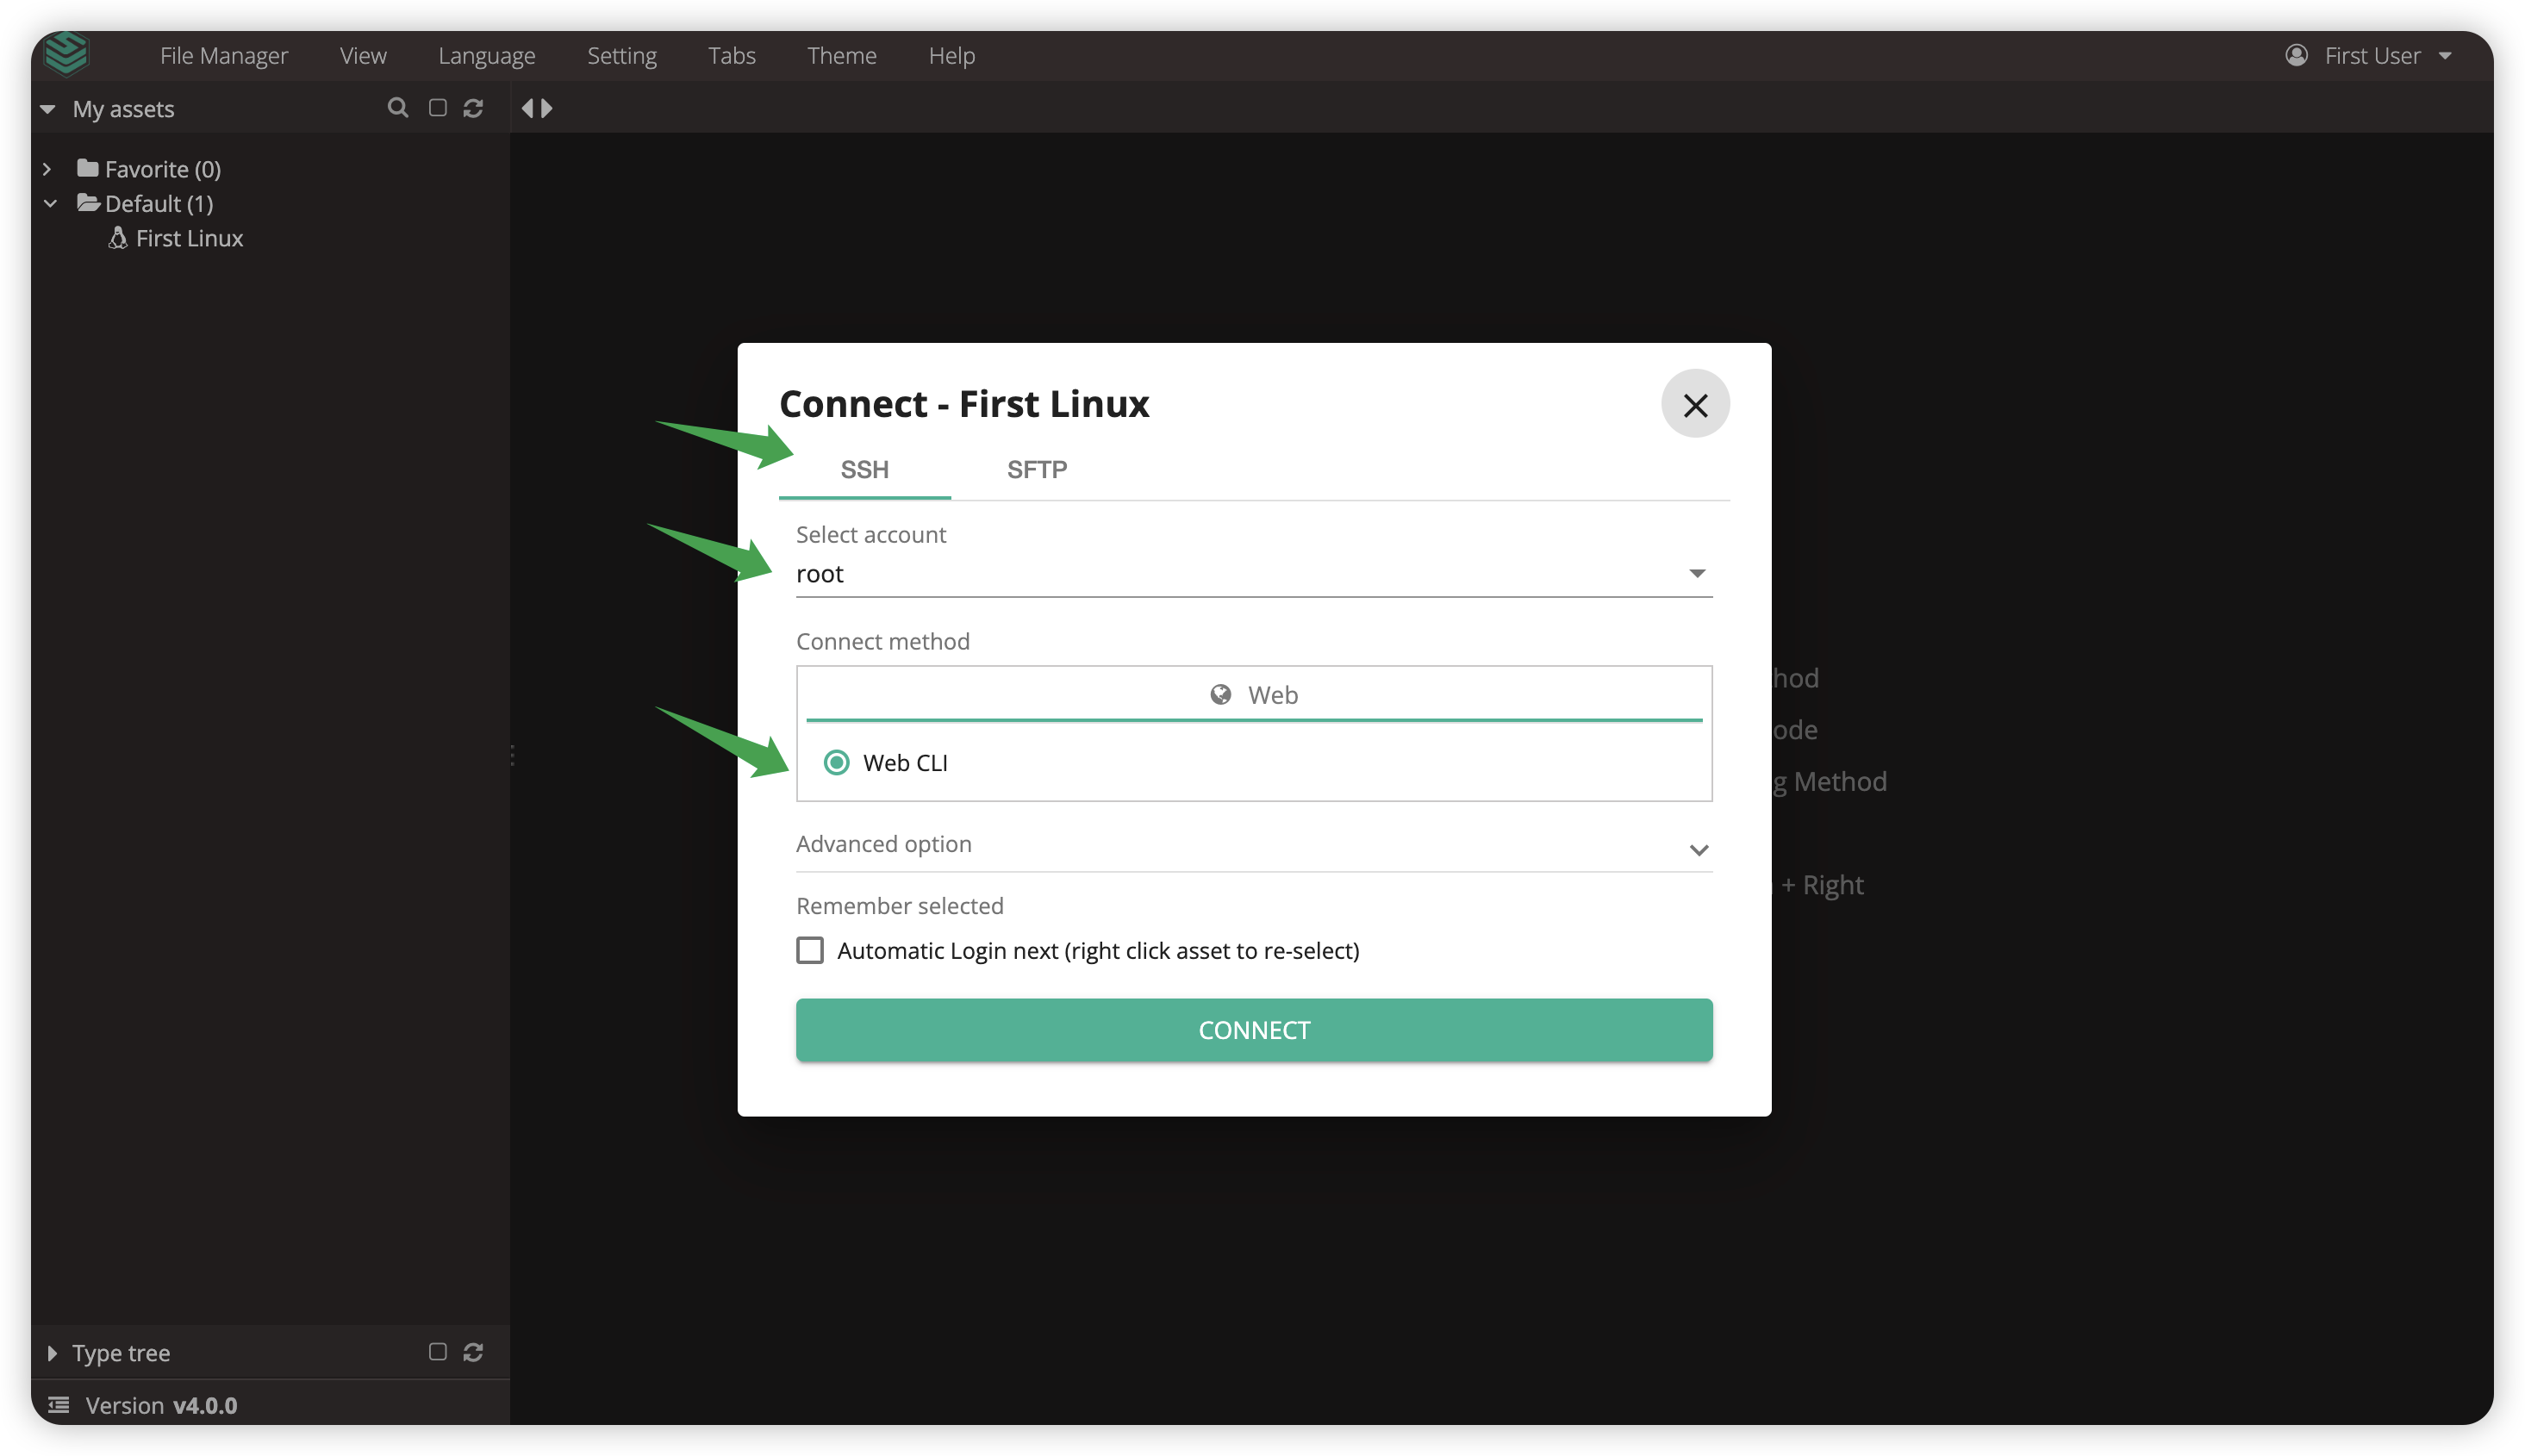 File Manager View Language Setting Tabs Theme Help First User
My assets
Favorite (0)
Default (1)
First Linux
Connect - First Linux
SSH SFTP
Select account
root
Connect method
Web
Web CLI
Advanced option
Remember selected
Automatic Login next (right click asset to re-select)
CONNECT
hod
ode
g Method
+ Right
Type tree
Version v4.0.0